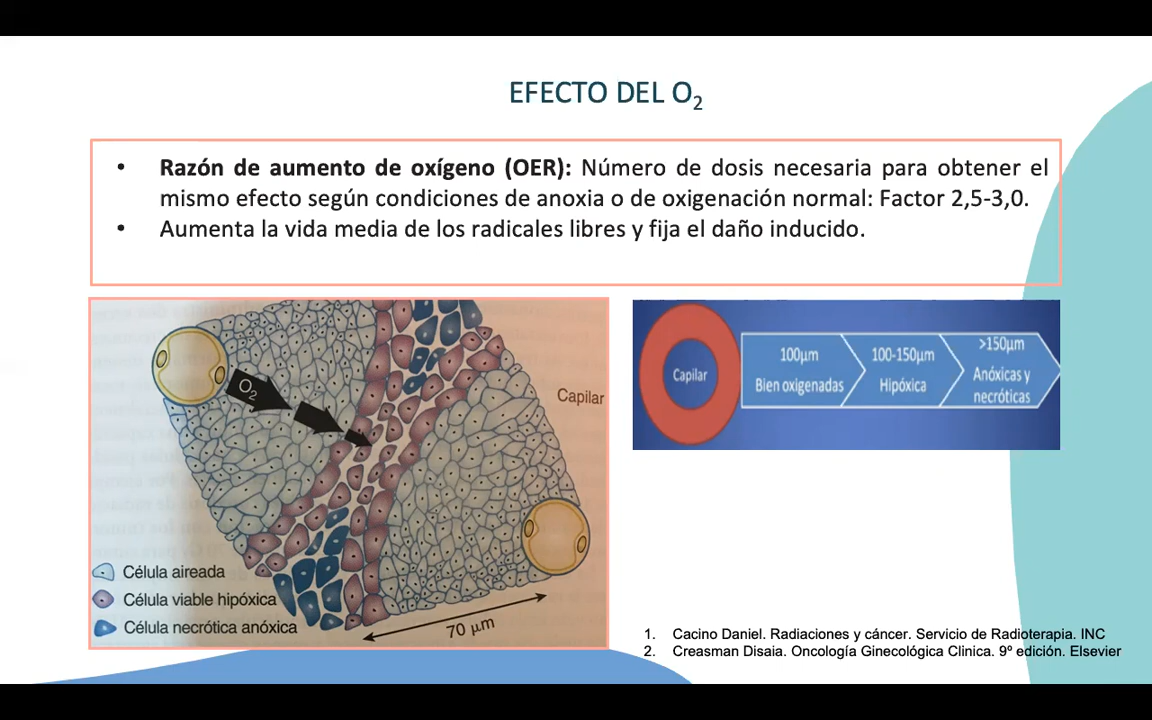 EFECTO DEL O₂
• Razón de aumento de oxígeno (OER): Número de dosis necesaria para obtener el
mismo efecto según condiciones de anoxia o de oxigenación normal: Factor 2,5-3,0.
• Aumenta la vida media de los radicales libres y fija el daño inducido.
O₂
Capilar
Célula aireada
Célula viable hipóxica
Célula necrótica anóxica
70 µm
Capilar
100µm
Bien oxigenadas
100-150µm
Hipóxica
>150µm
Anóxicas y
necróticas
1. Cacino Daniel. Radiaciones y cáncer. Servicio de Radioterapia. INC
2. Creasman Disaia. Oncología Ginecológica Clinica. 9º edición. Elsevier